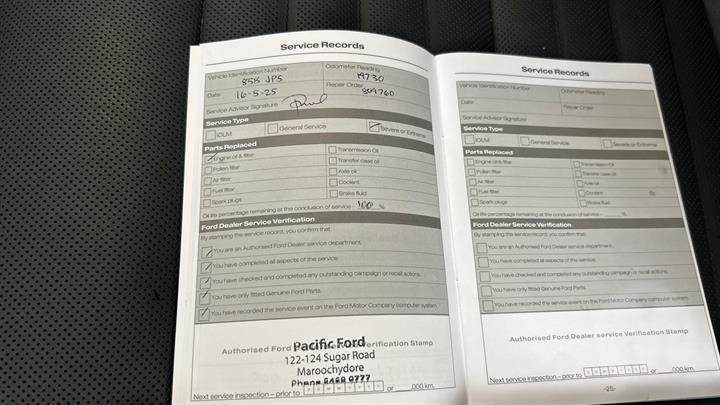 Service Records
Vehicle Identification Number
858 JPS
Odometer Reading
19730
Date 16-5-25
Repair Order 809760
Service Advisor Signature
Service Type
IOLM
General Service
Severe or Extreme
Parts Replaced
Engine oil & filter
Transmission Oil
Pollen filter
Transfer case oil
Air filter
Axle oil
Fuel filter
Coolant
Spark plugs
Brake fluid
Oil life percentage remaining at the conclusion of service - 100 %
Ford Dealer Service Verification
By stamping the service record, you confirm that:
You are an Authorised Ford Dealer service department.
You have completed all aspects of the service.
You have checked and completed any outstanding campaign or recall actions.
You have only fitted Genuine Ford Parts.
You have recorded the service event on the Ford Motor Company computer system.
Authorised Ford Verification Stamp
Pacific Ford
122-124 Sugar Road
Maroochydore
Phone
Next service inspection – prior to or ,000 km.
Service Records
Vehicle Identification Number
Odometer Reading
Date
Repair Order
Service Advisor Signature
Service Type
IOLM
General Service
Severe or Extreme
Parts Replaced
Engine oil & filter
Transmission Oil
Pollen filter
Transfer case oil
Air filter
Axle oil
Fuel filter
Coolant
Spark plugs
Brake fluid
Oil life percentage remaining at the conclusion of service - %
Ford Dealer Service Verification
By stamping the service record, you confirm that:
You are an Authorised Ford Dealer service department.
You have completed all aspects of the service.
You have checked and completed any outstanding campaign or recall actions.
You have only fitted Genuine Ford Parts.
You have recorded the service event on the Ford Motor Company computer system.
Authorised Ford Dealer service Verification Stamp
Next service inspection – prior to or ,000 km.
-25-